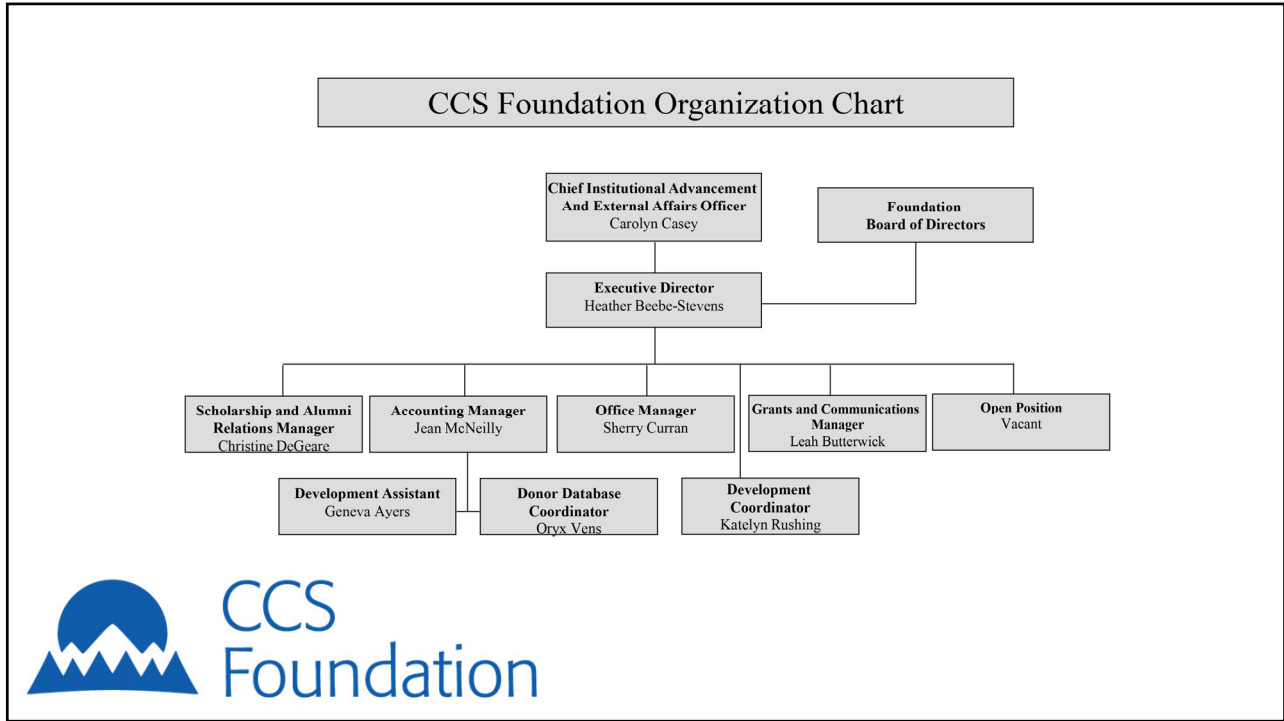 CCS Foundation Organization Chart
Chief Institutional Advancement
And External Affairs Officer
Carolyn Casey
Foundation
Board of Directors
Executive Director
Heather Beebe-Stevens
Scholarship and Alumni
Relations Manager
Christine DeGeare
Accounting Manager
Jean McNeilly
Office Manager
Sherry Curran
Grants and Communications
Manager
Leah Butterwick
Open Position
Vacant
Development Assistant
Geneva Ayers
Donor Database
Coordinator
Oryx Vens
Development
Coordinator
Katelyn Rushing
CCS
Foundation